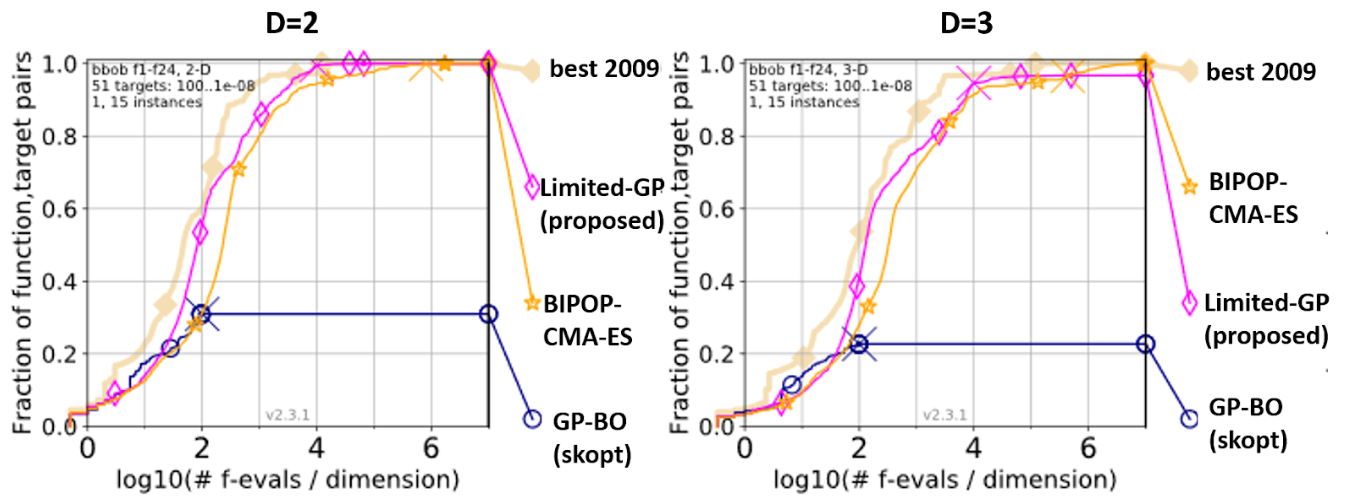 D=2
Fraction of function,target pairs
1.0
0.8
0.6
0.4
0.2
0.0
bbob f1-f24, 2-D
51 targets: 100..1e-08
1, 15 instances
v2.3.1
0 2 4 6
log10(# f-evals / dimension)
best 2009
Limited-GP
(proposed)
BIPOP-
CMA-ES
GP-BO
(skopt)
D=3
Fraction of function,target pairs
1.0
0.8
0.6
0.4
0.2
0.0
bbob f1-f24, 3-D
51 targets: 100..1e-08
1, 15 instances
v2.3.1
0 2 4 6
log10(# f-evals / dimension)
best 2009
BIPOP-
CMA-ES
Limited-GP
(proposed)
GP-BO
(skopt)